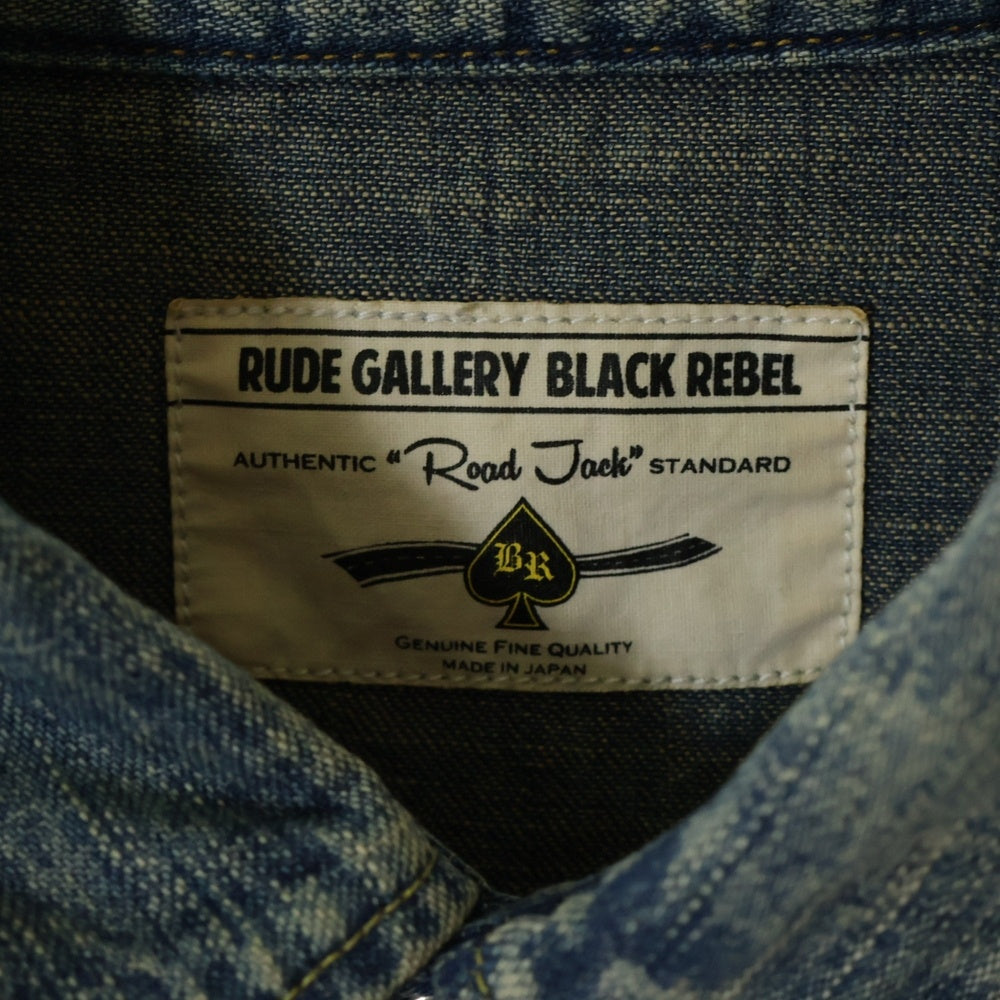 RUDE GALLERY BLACK REBEL
AUTHENTIC "Road Jack" STANDARD
BR
GENUINE FINE QUALITY
MADE IN JAPAN